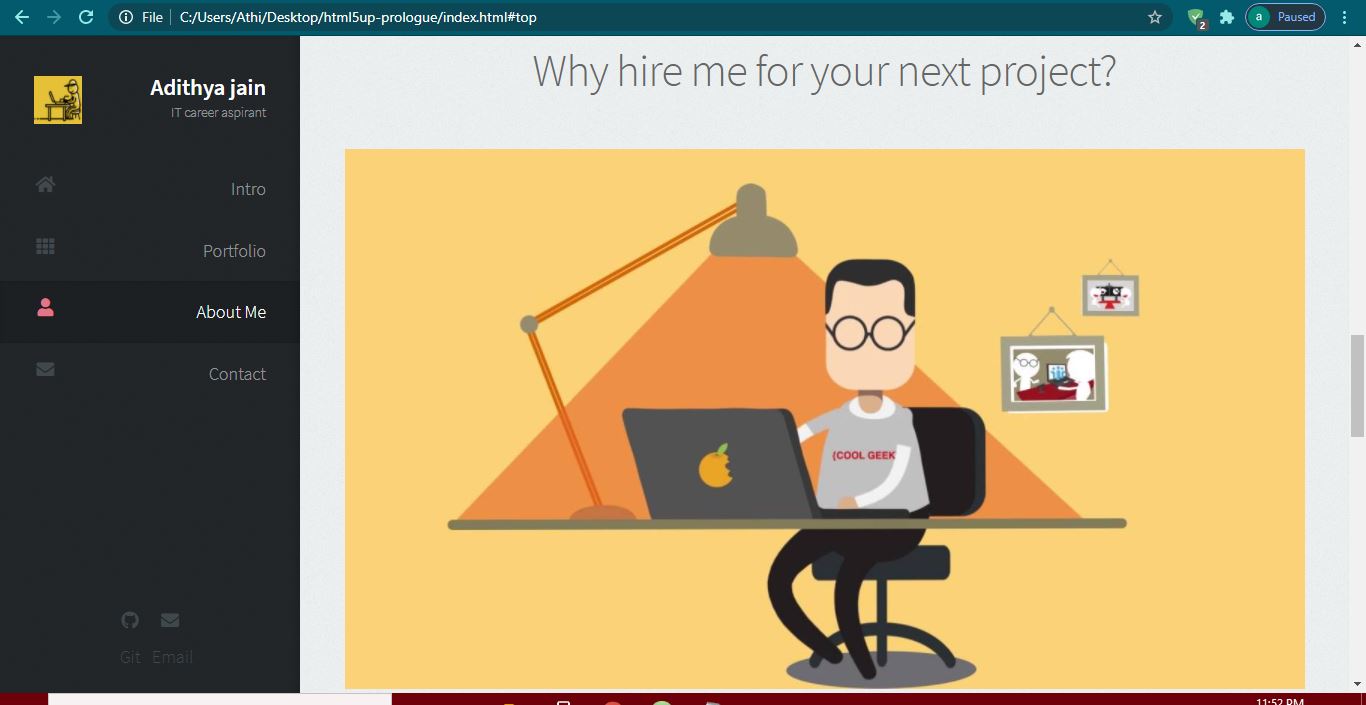 File
C:/Users/Athi/Desktop/html5up-prologue/index.html#top
2
a
Paused
Adithya jain
IT career aspirant
Intro
Portfolio
About Me
Contact
Git Email
Why hire me for your next project?
{COOL GEEK
11:52 PM